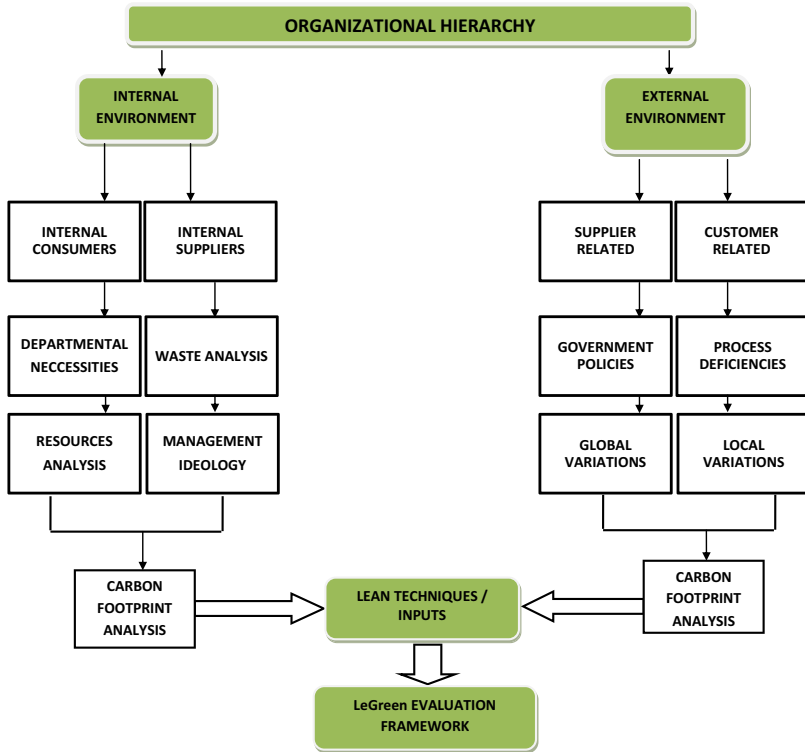 ORGANIZATIONAL HIERARCHY
INTERNAL
ENVIRONMENT
EXTERNAL
ENVIRONMENT
INTERNAL
CONSUMERS
INTERNAL
SUPPLIERS
SUPPLIER
RELATED
CUSTOMER
RELATED
DEPARTMENTAL
NECCESSITIES
WASTE ANALYSIS
GOVERNMENT
POLICIES
PROCESS
DEFICIENCIES
RESOURCES
ANALYSIS
MANAGEMENT
IDEOLOGY
GLOBAL
VARIATIONS
LOCAL
VARIATIONS
CARBON
FOOTPRINT
ANALYSIS
LEAN TECHNIQUES /
INPUTS
CARBON
FOOTPRINT
ANALYSIS
LeGreen EVALUATION
FRAMEWORK